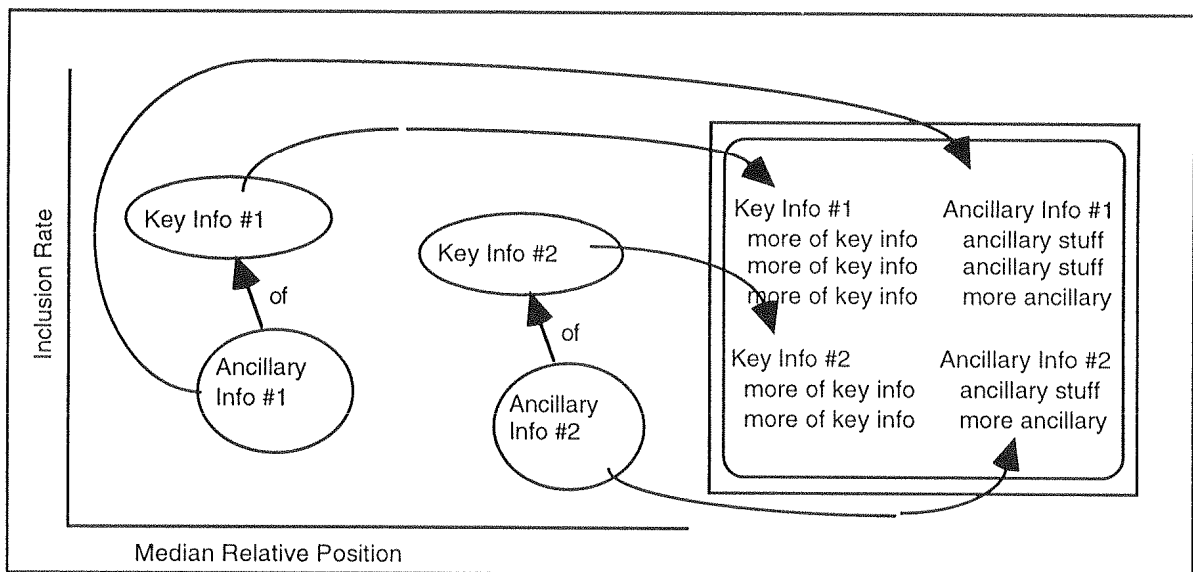 Inclusion Rate
Key Info #1
of
Ancillary
Info #1
Key Info #2
of
Ancillary
Info #2
Median Relative Position
Key Info #1
more of key info
more of key info
more of key info
Key Info #2
more of key info
more of key info
Ancillary Info #1
ancillary stuff
ancillary stuff
more ancillary
Ancillary Info #2
ancillary stuff
more ancillary